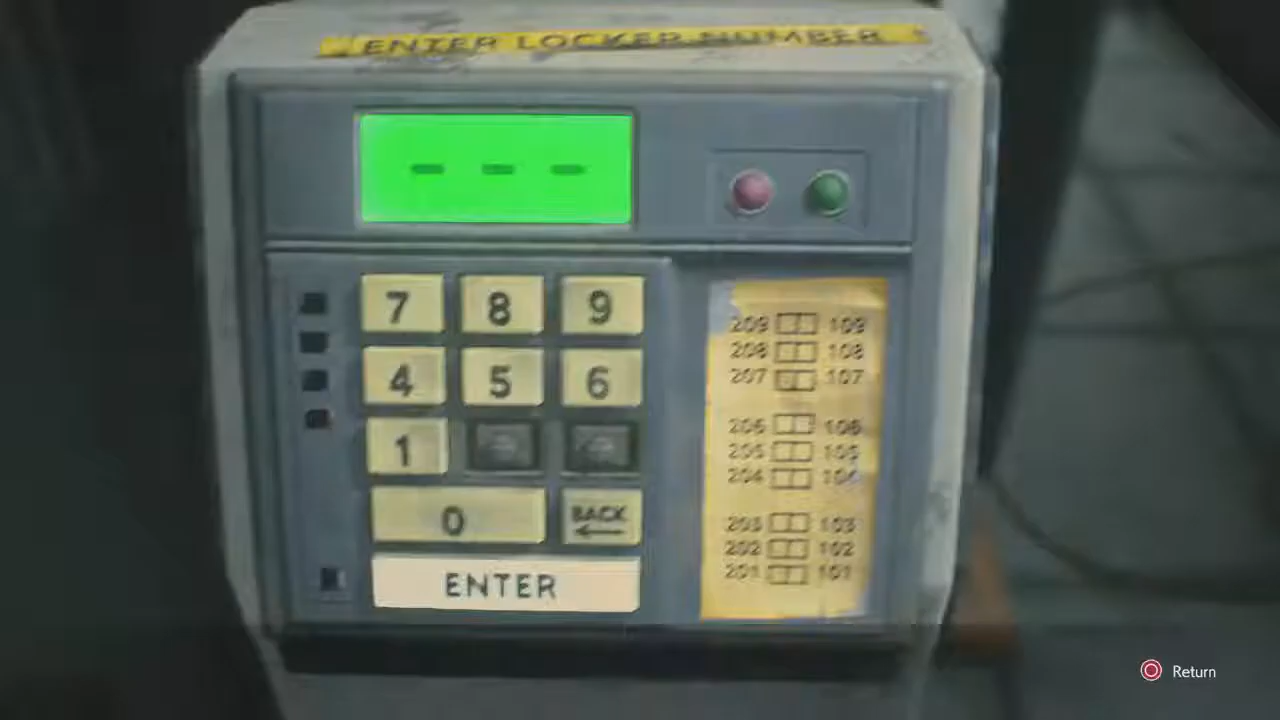 ENTER LOCKER NUMBER
- - -
7 8 9
4 5 6
1
0 BACK
ENTER
209 109
208 108
207 107
206 106
205 105
204 104
203 103
202 102
201 101
Return